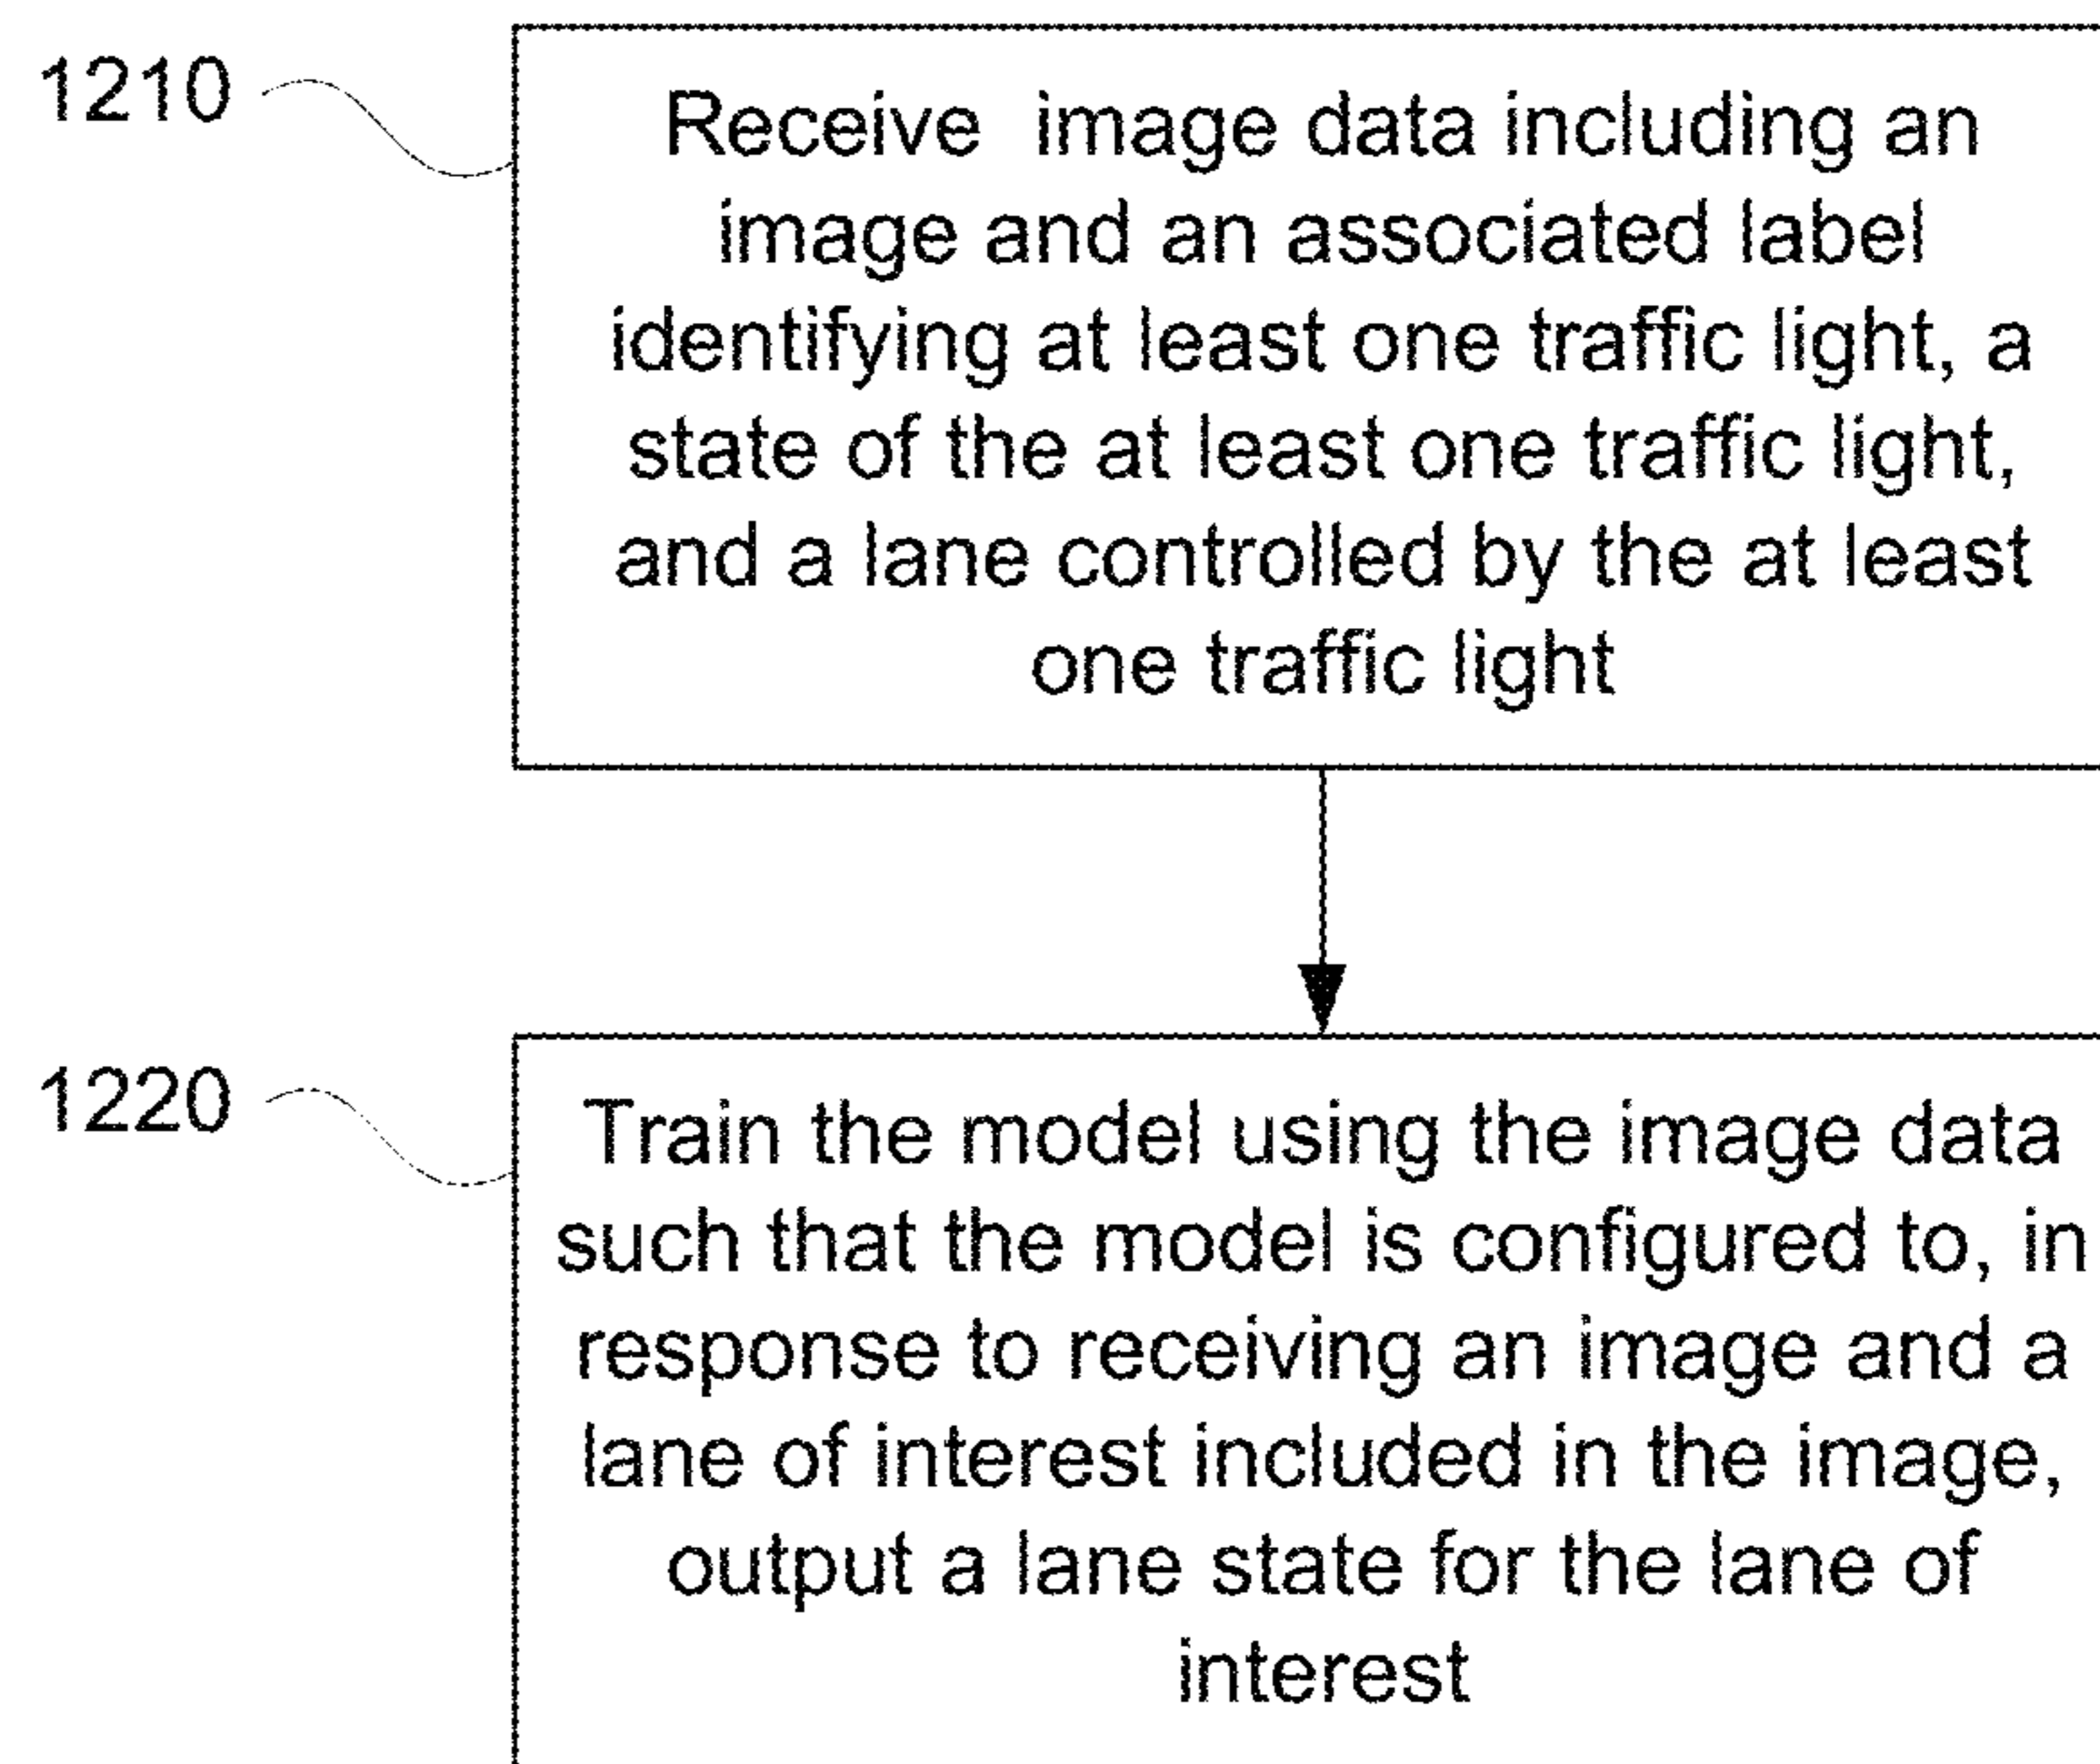 1210
Receive image data including an
image and an associated label
identifying at least one traffic light, a
state of the at least one traffic light,
and a lane controlled by the at least
one traffic light
1220
Train the model using the image data
such that the model is configured to, in
response to receiving an image and a
lane of interest included in the image,
output a lane state for the lane of
interest